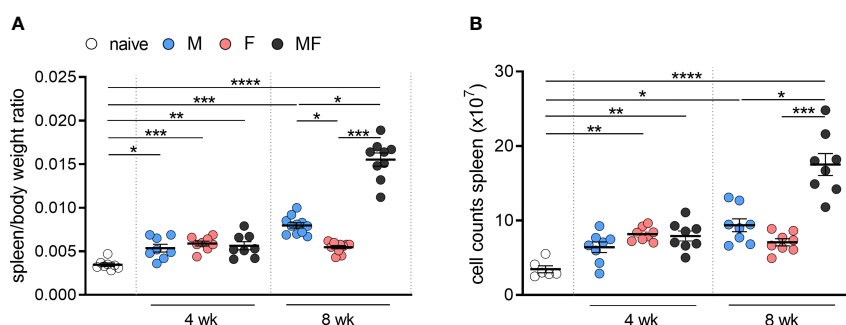 A
naive M F MF
spleen/body weight ratio
0.025
0.020
0.015
0.010
0.005
0.000
****
***
*
**
*
***
***
*
4 wk
8 wk
B
cell counts spleen (x10⁷)
30
20
10
0
****
*
*
**
***
**
4 wk
8 wk